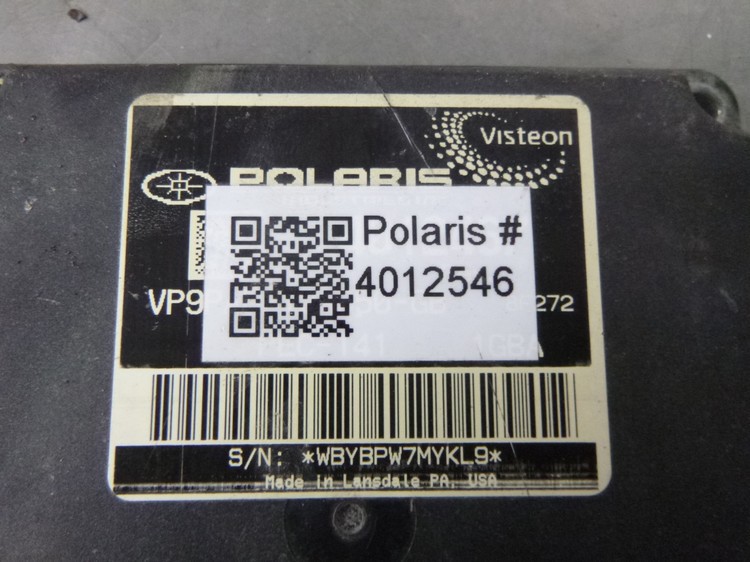 Visteon
POLARIS
Polaris #
4012546
VP9 272
S/N: *WBYBPW7MYKL9*
Made in Lansdale PA, USA